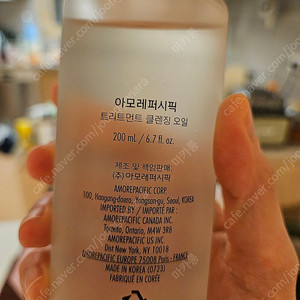 아모레퍼시픽
트리트먼트 클렌징 오일
200 mL / 6.7 fl. oz.
제조 및 책임판매:
(주)아모레퍼시픽
AMOREPACIFIC CORP.
100, Hangang-daero, Yongsan-gu, Seoul, KOREA
IMPORTED BY / IMPORTÉ PAR :
AMOREPACIFIC CANADA INC.
Toronto, Ontario, M4W 3R8
AMOREPACIFIC US INC.
Dist New York, NY 10018
AMOREPACIFIC EUROPE 75008 Paris - FRANCE
MADE IN KOREA (0723)
FABRIQUÉ EN CORÉE